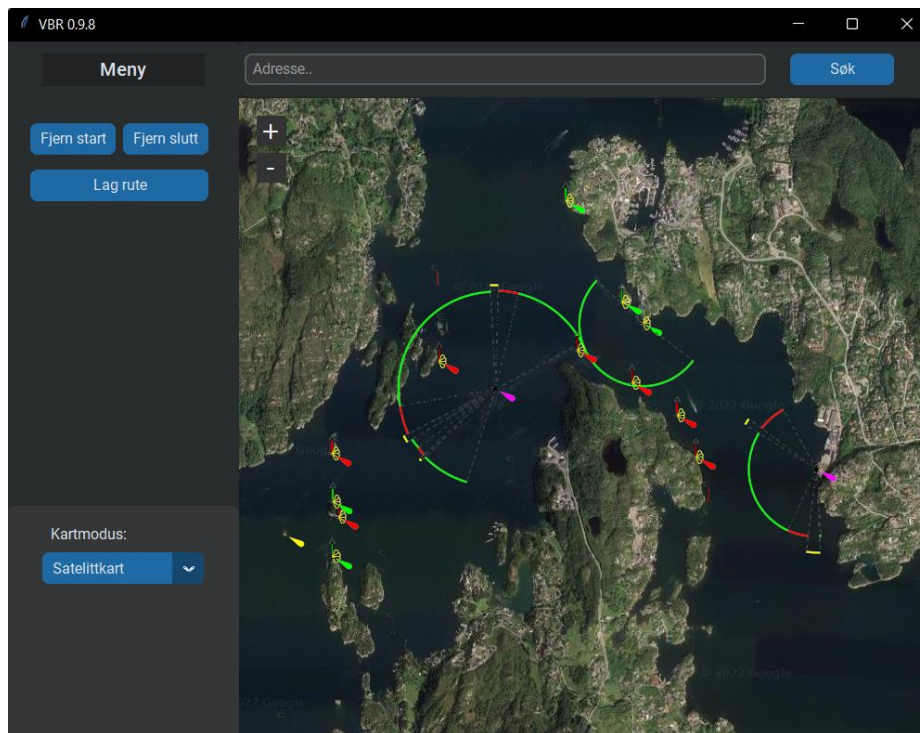 VBR 0.9.8
Meny
Adresse..
Søk
Fjern start
Fjern slutt
Lag rute
+
-
Kartmodus:
Satelittkart
© 2022 Google
© 2022 Google
© 2022 Google
2022 Google